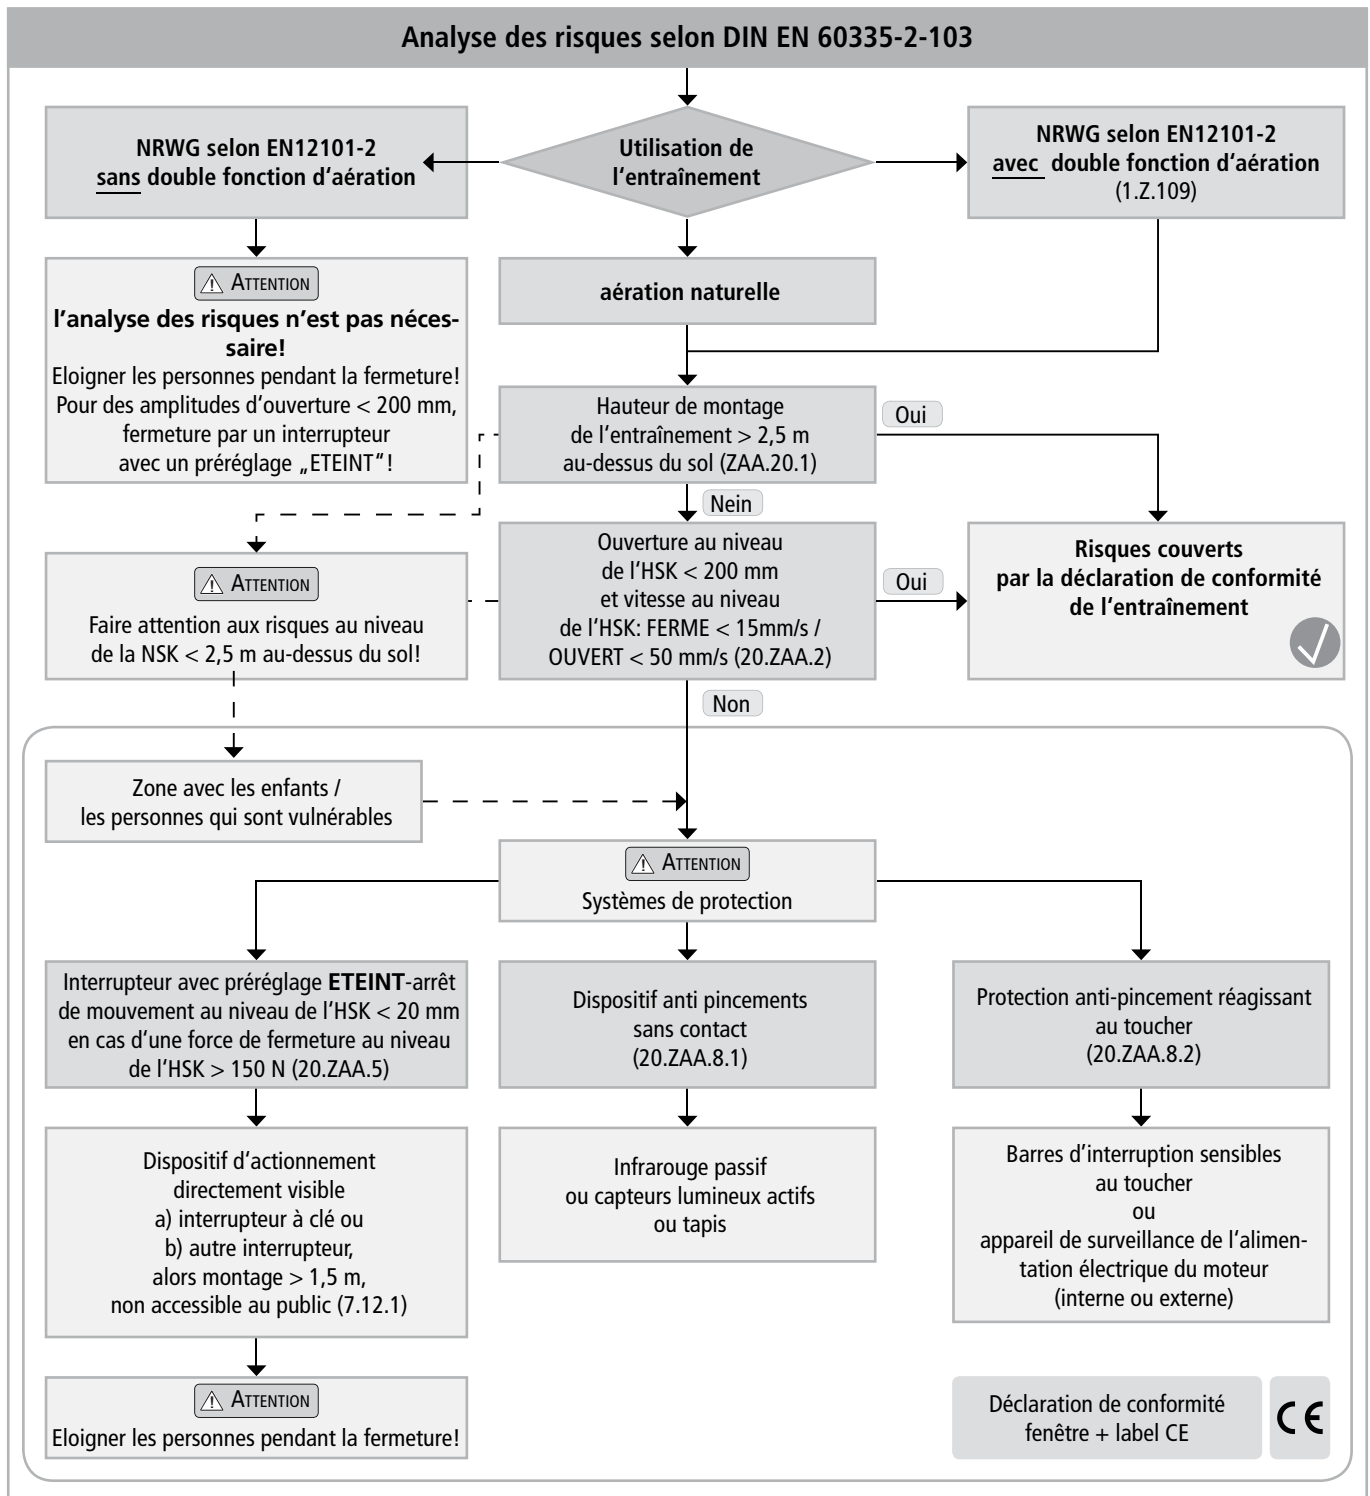 Analyse des risques selon DIN EN 60335-2-103
NRWG selon EN12101-2
sans double fonction d'aération
Utilisation de
l'entraînement
NRWG selon EN12101-2
avec double fonction d'aération
(1.Z.109)
ATTENTION
l'analyse des risques n'est pas néces-
saire!
Eloigner les personnes pendant la fermeture!
Pour des amplitudes d'ouverture < 200 mm,
fermeture par un interrupteur
avec un préréglage „ETEINT"!
aération naturelle
Hauteur de montage
de l'entraînement > 2,5 m
au-dessus du sol (ZAA.20.1)
Oui
Nein
ATTENTION
Faire attention aux risques au niveau
de la NSK < 2,5 m au-dessus du sol!
Ouverture au niveau
de l'HSK < 200 mm
et vitesse au niveau
de l'HSK: FERME < 15mm/s /
OUVERT < 50 mm/s (20.ZAA.2)
Oui
Risques couverts
par la déclaration de conformité
de l'entraînement
Non
Zone avec les enfants /
les personnes qui sont vulnérables
ATTENTION
Systèmes de protection
Interrupteur avec préréglage ETEINT-arrêt
de mouvement au niveau de l'HSK < 20 mm
en cas d'une force de fermeture au niveau
de l'HSK > 150 N (20.ZAA.5)
Dispositif anti pincements
sans contact
(20.ZAA.8.1)
Protection anti-pincement réagissant
au toucher
(20.ZAA.8.2)
Dispositif d'actionnement
directement visible
a) interrupteur à clé ou
b) autre interrupteur,
alors montage > 1,5 m,
non accessible au public (7.12.1)
Infrarouge passif
ou capteurs lumineux actifs
ou tapis
Barres d'interruption sensibles
au toucher
ou
appareil de surveillance de l'alimen-
tation électrique du moteur
(interne ou externe)
ATTENTION
Eloigner les personnes pendant la fermeture!
Déclaration de conformité
fenêtre + label CE
CE